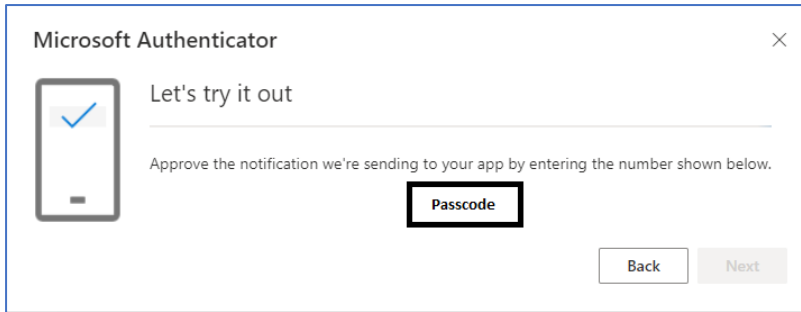 Microsoft Authenticator
Let's try it out
Approve the notification we're sending to your app by entering the number shown below.
Passcode
Back
Next